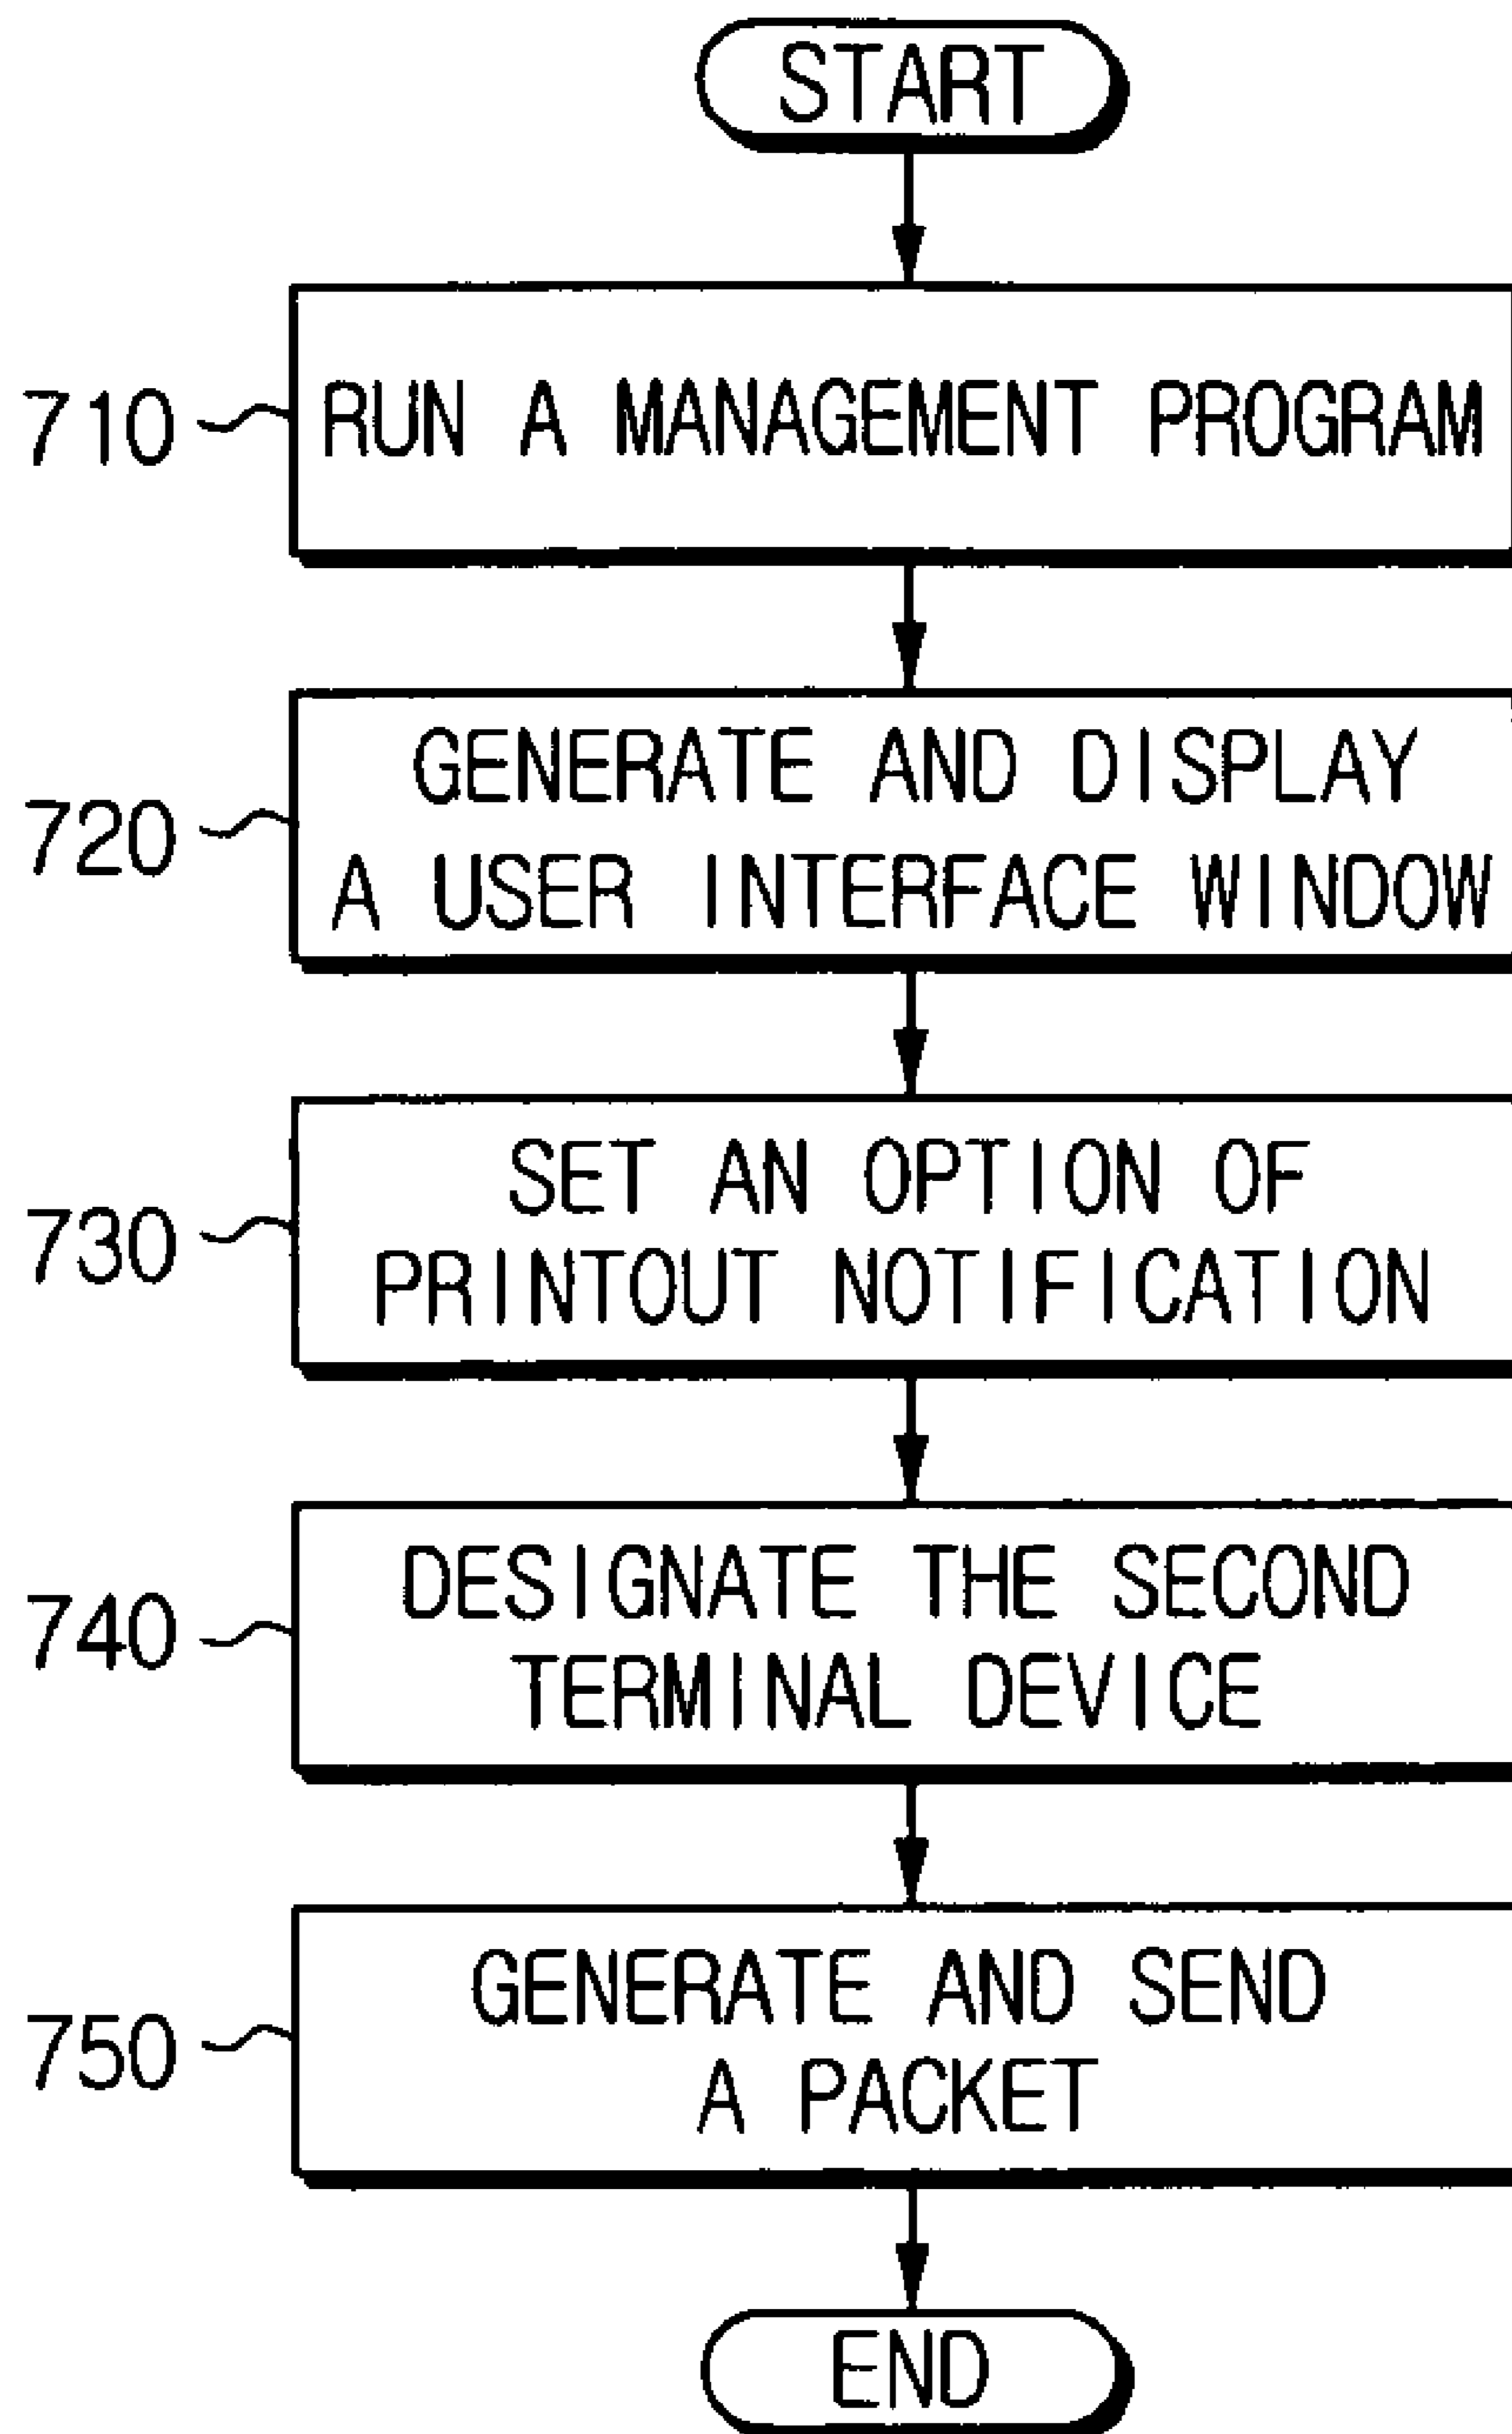 START
710 RUN A MANAGEMENT PROGRAM
GENERATE AND DISPLAY
720
A USER INTERFACE WINDOW
SET AN OPTION OF
730
PRINTOUT NOTIFICATION
DESIGNATE THE SECOND
740
TERMINAL DEVICE
GENERATE AND SEND
750
A PACKET
END